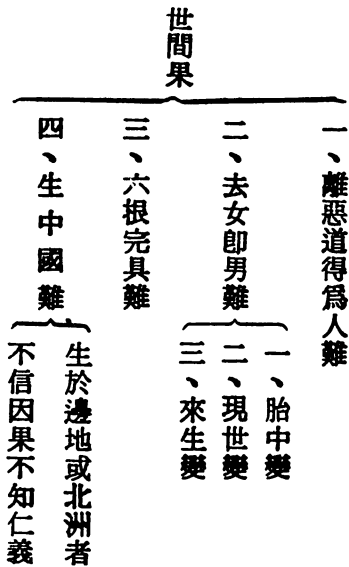 世間果
一、離惡道得爲人難
二、去女卽男難
一、胎中變
二、現世變
三、來生變
三、六根完具難
四、生中國難
生於邊地或北洲者
不信因果不知仁義